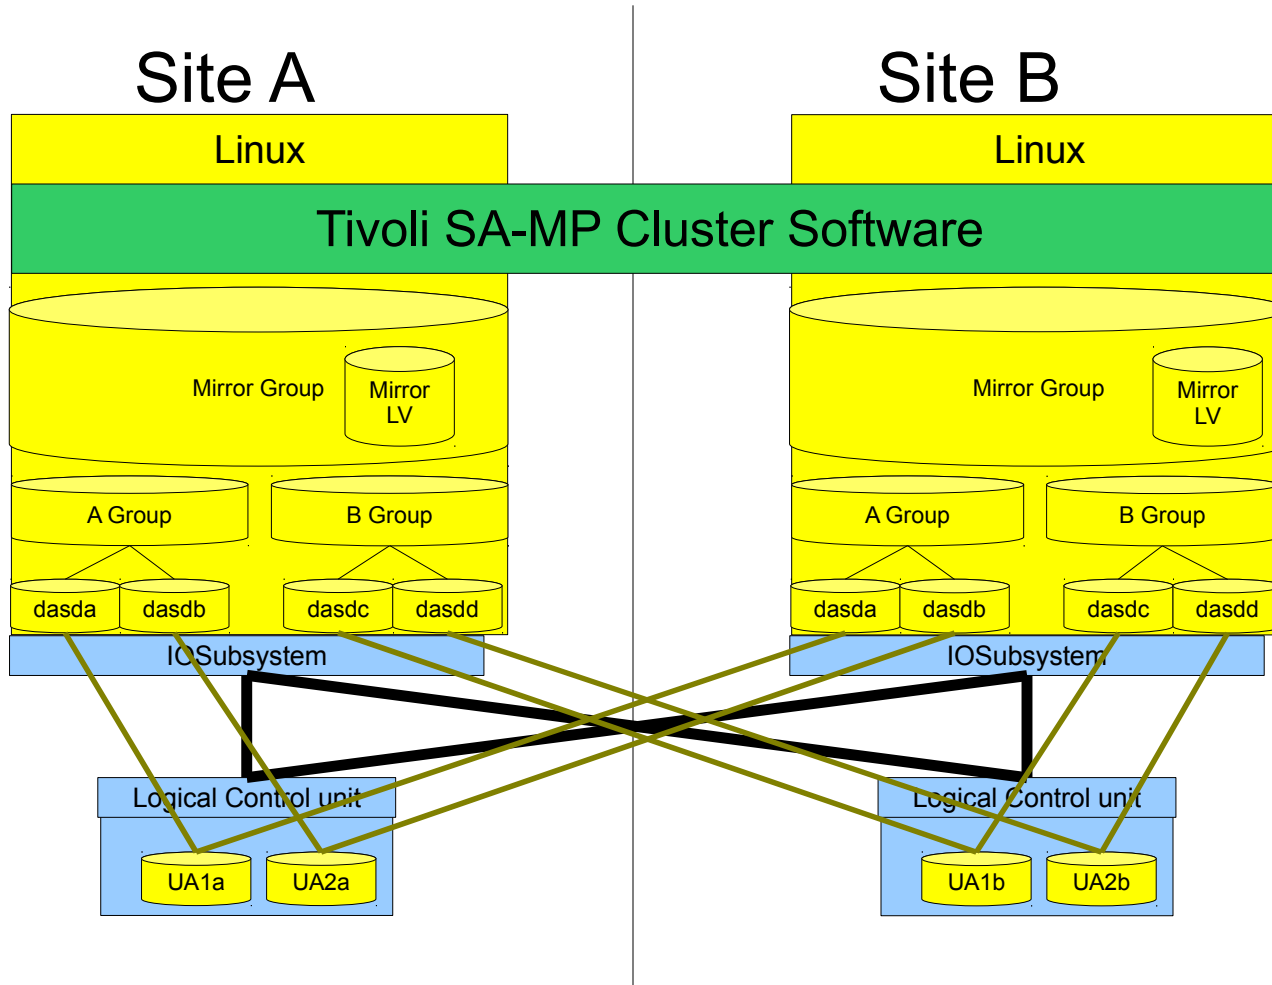 Site A
Site B
Linux
Linux
Tivoli SA-MP Cluster Software
Mirror Group
Mirror
LV
Mirror Group
Mirror
LV
A Group
B Group
A Group
B Group
dasda
dasdb
dasdc
dasdd
dasda
dasdb
dasdc
dasdd
IOSubsystem
IOSubsystem
Logical Control unit
Logical Control unit
UA1a
UA2a
UA1b
UA2b